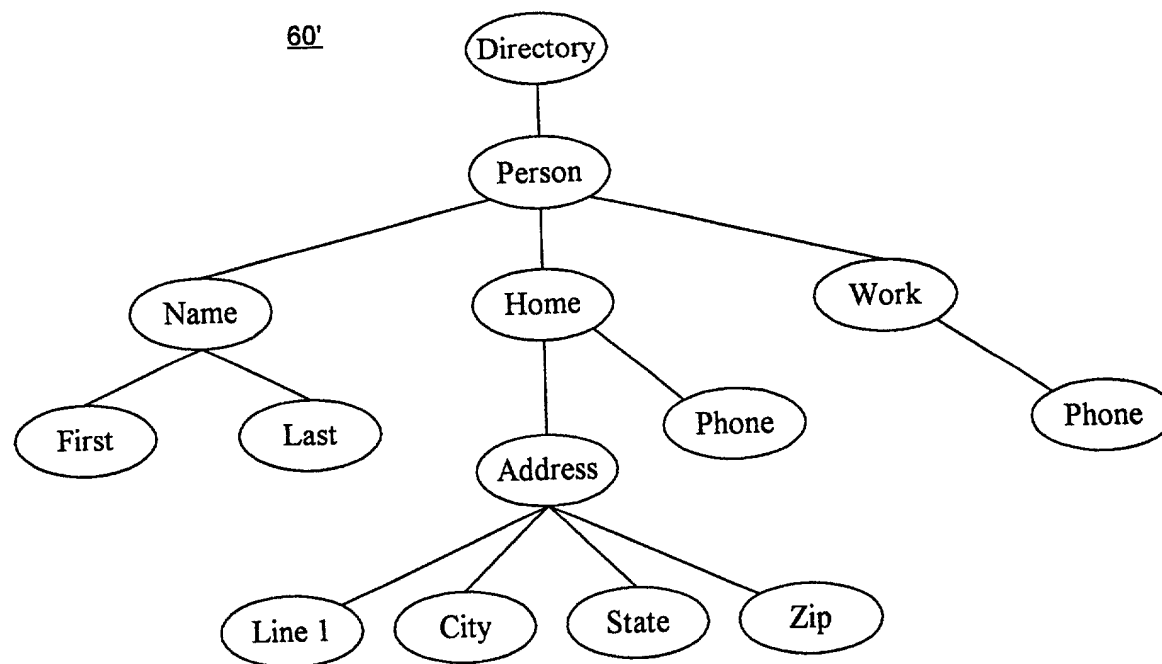 60'
Directory
Person
Name
Home
Work
First
Last
Address
Phone
Phone
Line 1
City
State
Zip